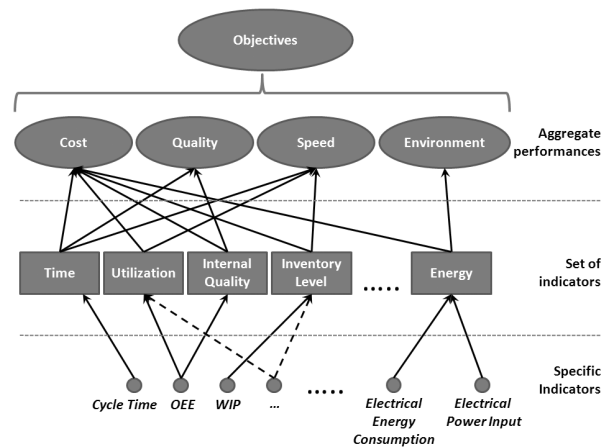 Objectives
Cost
Quality
Speed
Environment
Aggregate
performances
Time
Utilization
Internal
Quality
Inventory
Level
.....
Energy
Set of
indicators
Cycle Time
OEE
WIP
...
.....
Electrical
Energy
Consumption
Electrical
Power Input
Specific
Indicators